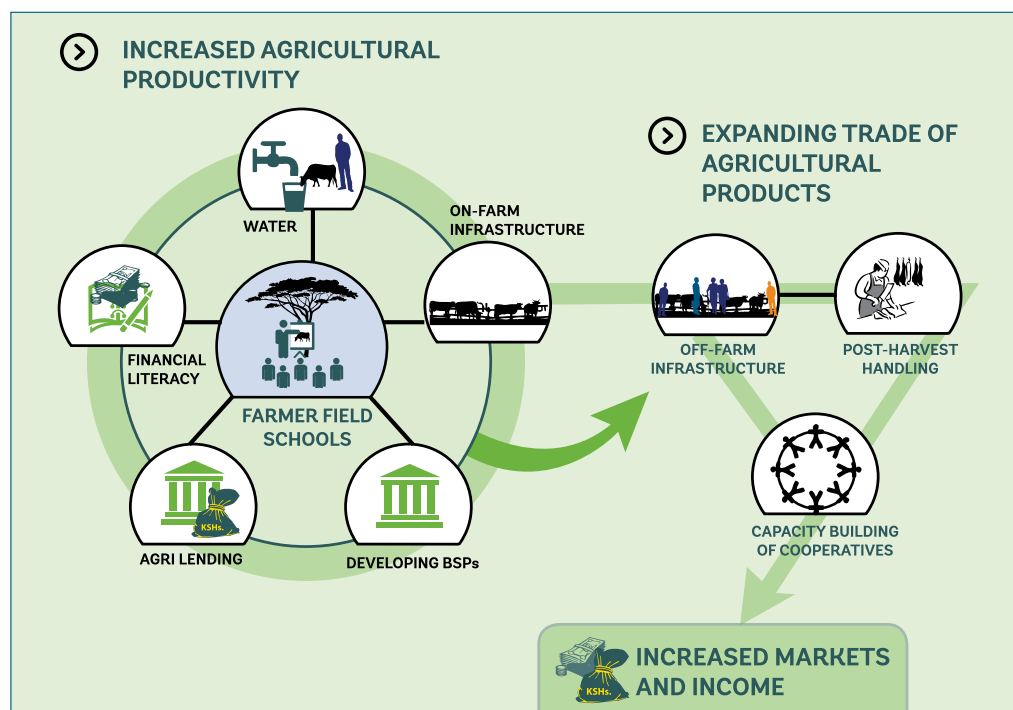 INCREASED AGRICULTURAL
PRODUCTIVITY
EXPANDING TRADE OF
AGRICULTURAL
PRODUCTS
WATER
ON-FARM
INFRASTRUCTURE
FINANCIAL
LITERACY
FARMER FIELD
SCHOOLS
OFF-FARM
INFRASTRUCTURE
POST-HARVEST
HANDLING
KSHs.
AGRI LENDING
DEVELOPING BSPs
CAPACITY BUILDING
OF COOPERATIVES
KSHs.
INCREASED MARKETS
AND INCOME